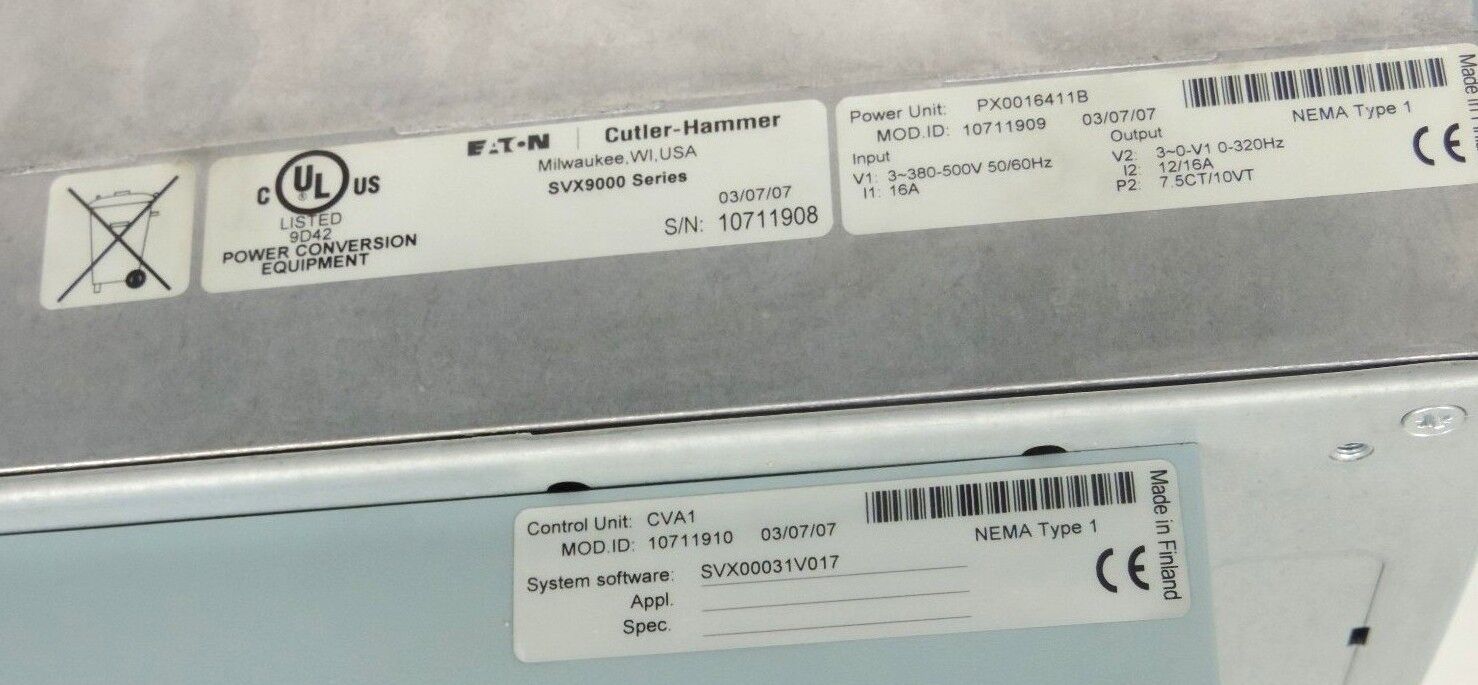 C UL US
®
LISTED
9D42
POWER CONVERSION
EQUIPMENT
EATON | Cutler-Hammer
Milwaukee, WI, USA
SVX9000 Series
03/07/07
S/N: 10711908
Power Unit: PX0016411B
MOD.ID: 10711909 03/07/07
NEMA Type 1
Input
V1: 3~380-500V 50/60Hz
I1: 16A
Output
V2: 3~0-V1 0-320Hz
I2: 12/16A
P2: 7.5CT/10VT
CE
Made in
Control Unit: CVA1
MOD.ID: 10711910 03/07/07
NEMA Type 1
System software: SVX00031V017
Appl.
Spec.
CE
Made in Finland